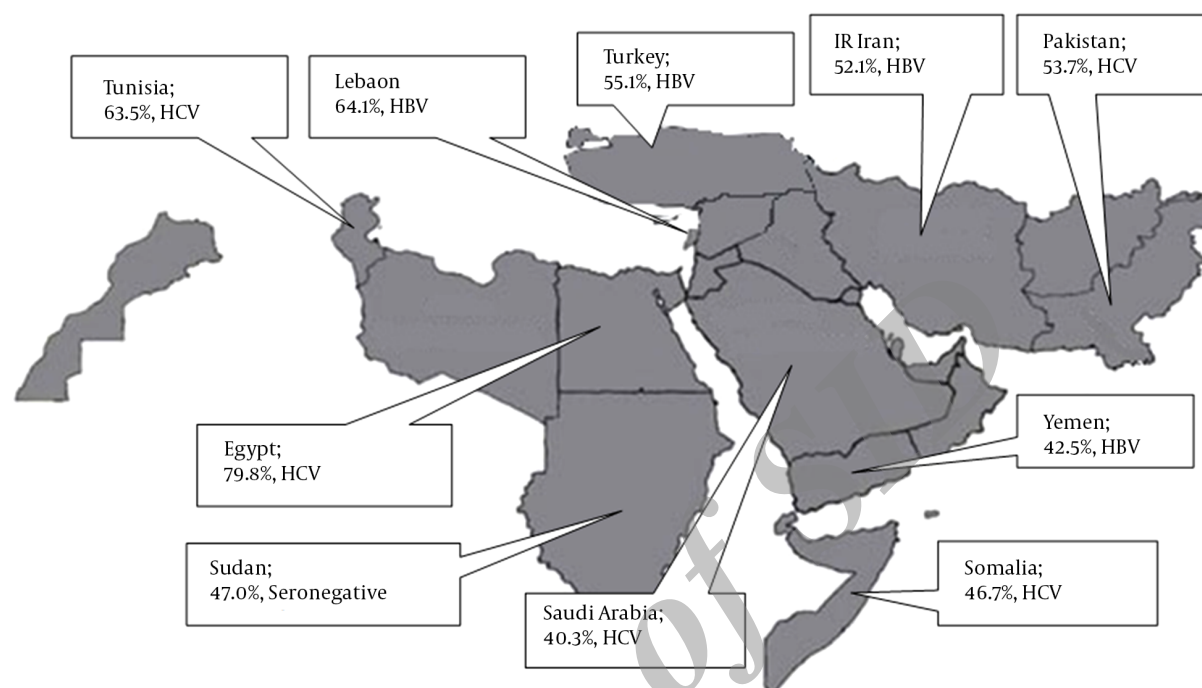 Tunisia;
63.5%, HCV
Lebaon
64.1%, HBV
Turkey;
55.1%, HBV
IR Iran;
52.1%, HBV
Pakistan;
53.7%, HCV
Egypt;
79.8%, HCV
Yemen;
42.5%, HBV
Sudan;
47.0%, Seronegative
Saudi Arabia;
40.3%, HCV
Somalia;
46.7%, HCV
of SID